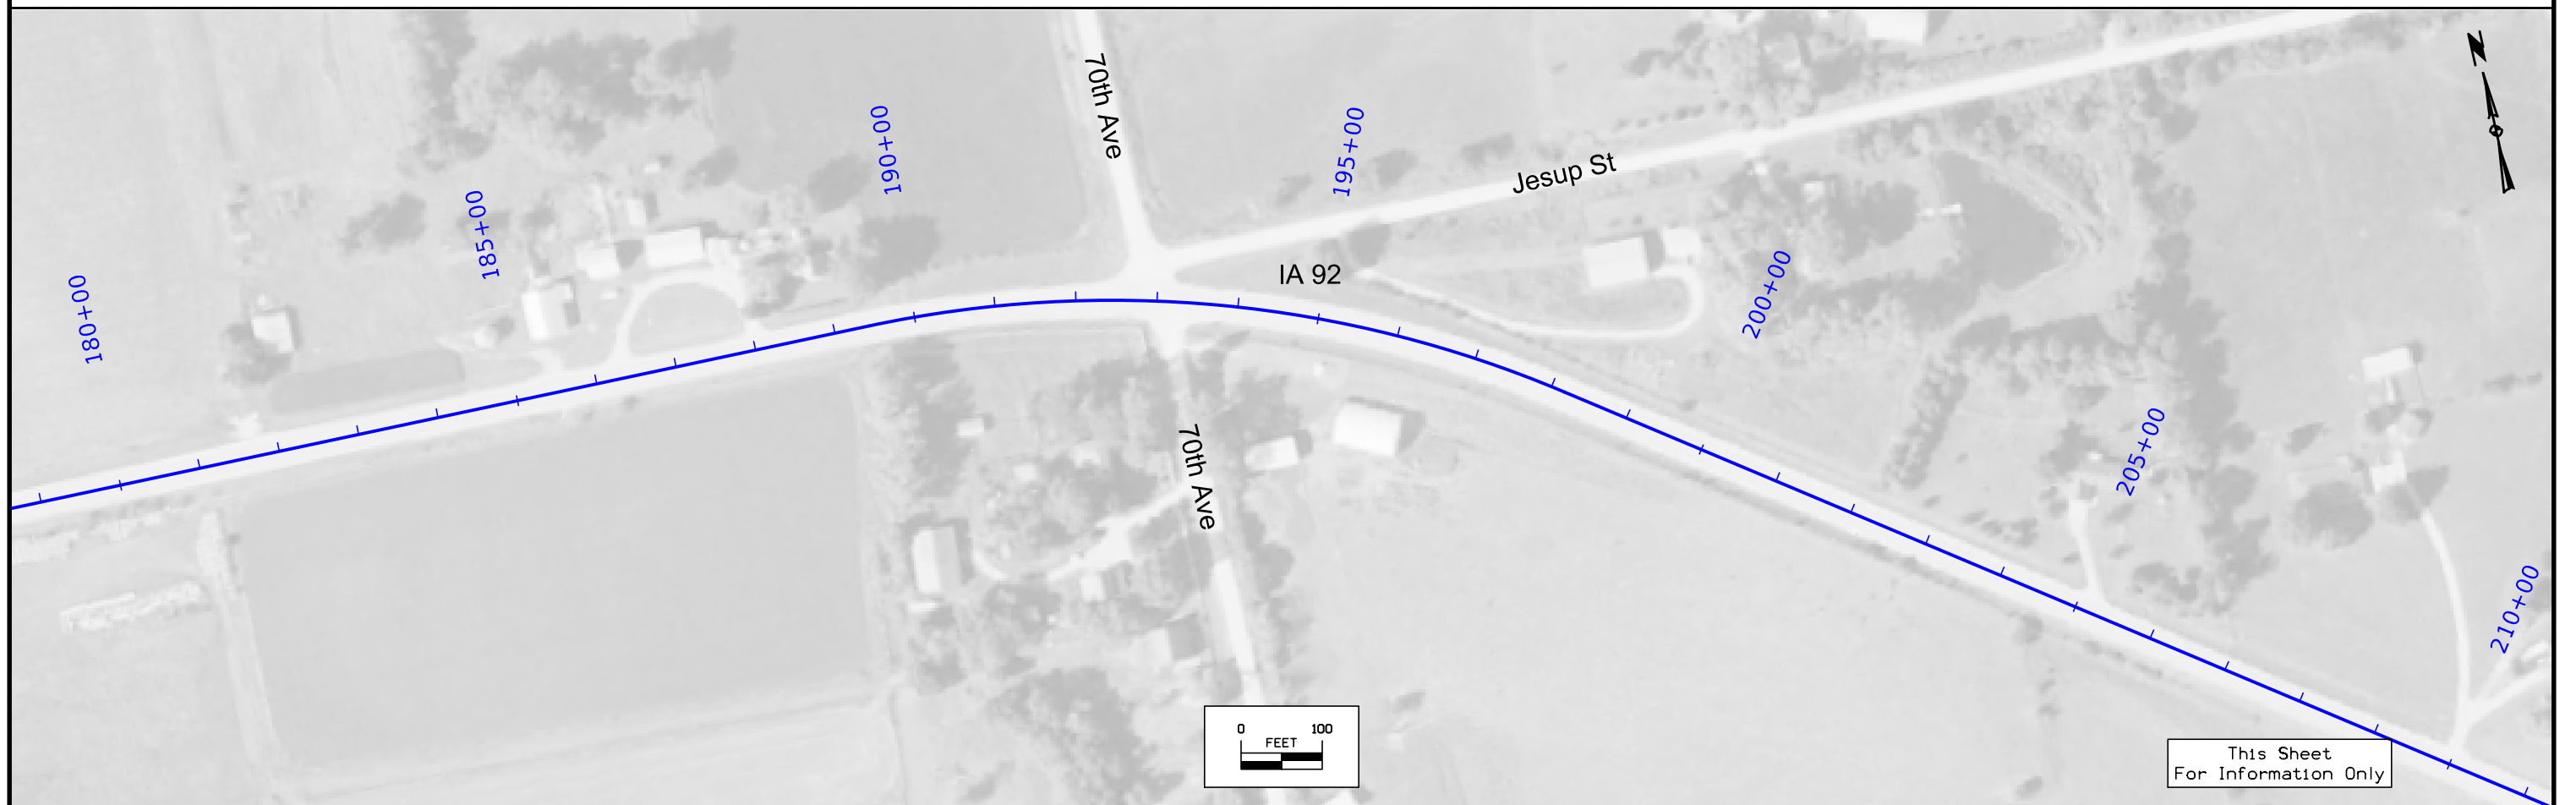 70th Ave
180+00
185+00
190+00
195+00
Jesup St
IA 92
200+00
205+00
210+00
70th Ave
N
0 100
FEET
This Sheet
For Information Only